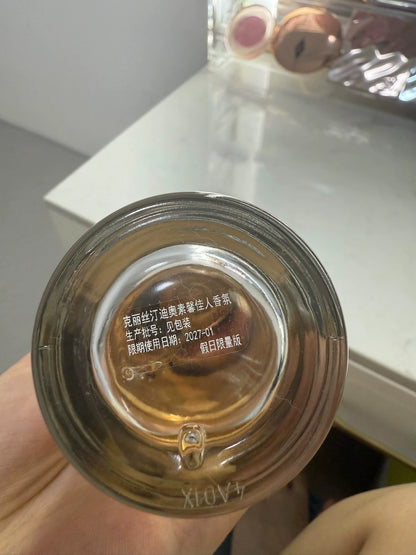 克丽丝汀迪奥素馨佳人香氛
生产批号：见包装
限期使用日期：2027-01
假日限量版
4A01X